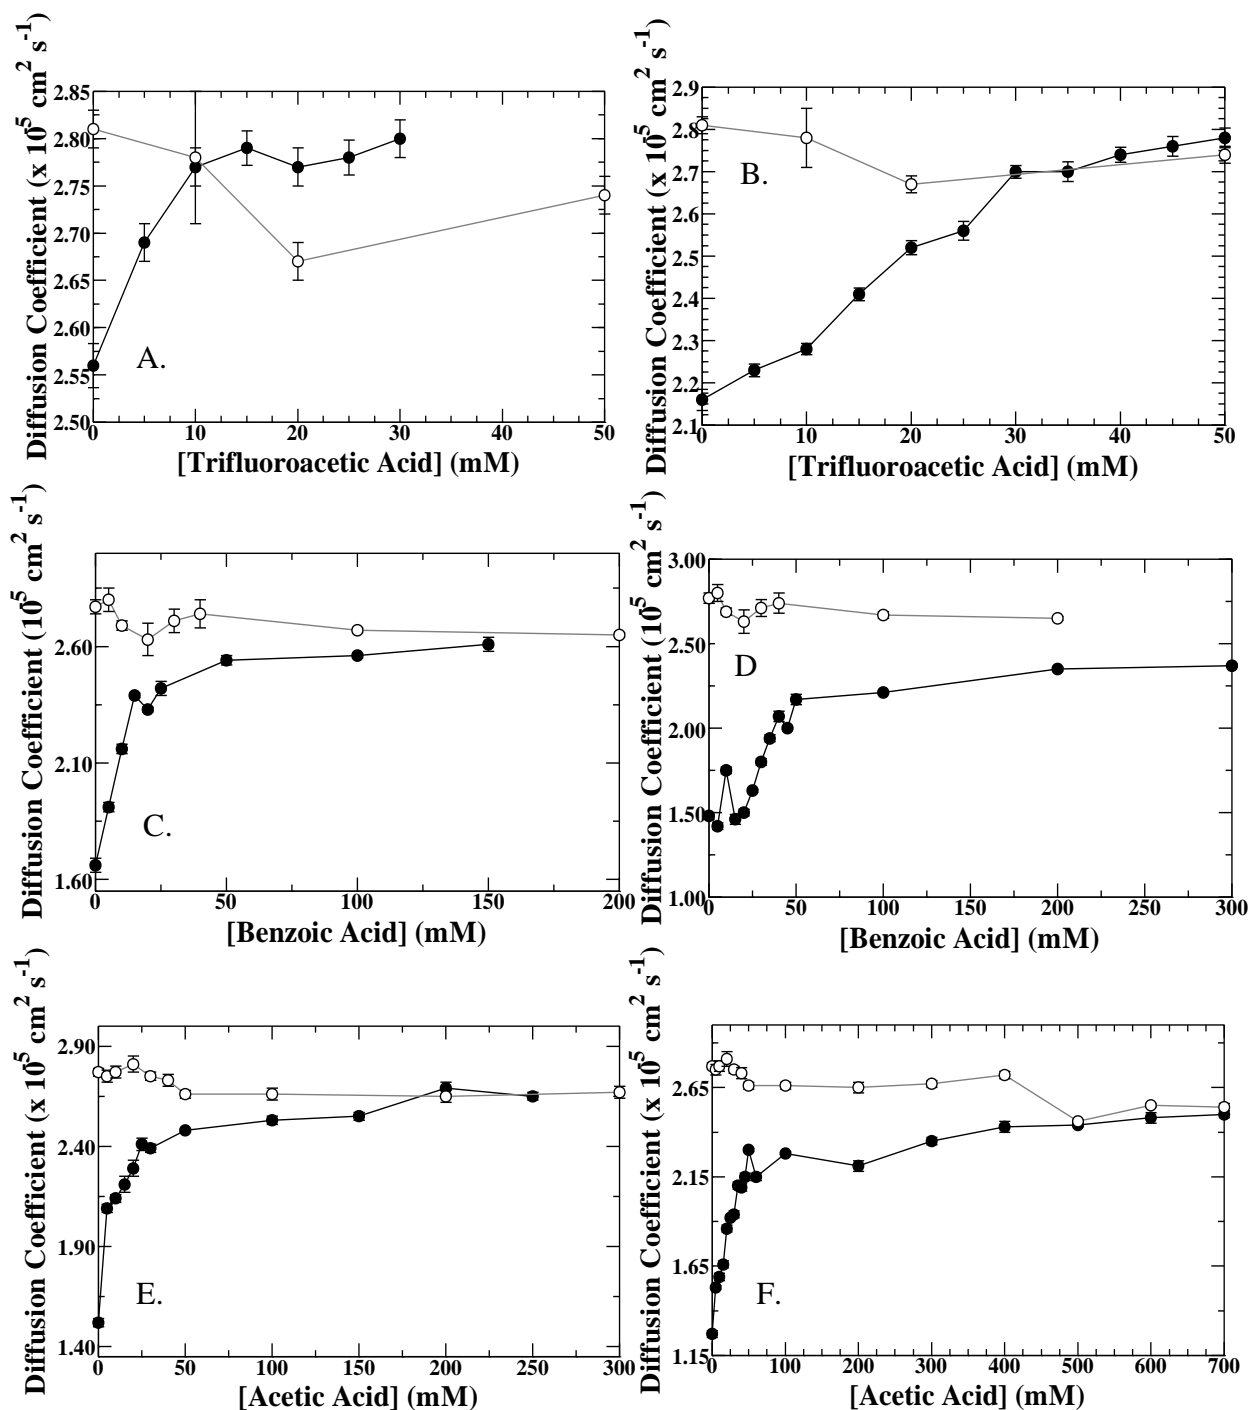 Diffusion Coefficient (x 10⁵ cm² s⁻¹)
2.85
2.80
2.75
2.70
2.65
2.60
2.55
2.50
A.
0 10 20 30 40 50
[Trifluoroacetic Acid] (mM)
Diffusion Coefficient (x 10⁵ cm² s⁻¹)
2.9
2.8
2.7
2.6
2.5
2.4
2.3
2.2
2.1
B.
0 10 20 30 40 50
[Trifluoroacetic Acid] (mM)
Diffusion Coefficient (10⁵ cm² s⁻¹)
2.60
2.10
1.60
C.
0 50 100 150 200
[Benzoic Acid] (mM)
Diffusion Coefficient (10⁵ cm² s⁻¹)
3.00
2.50
2.00
1.50
1.00
D
0 50 100 150 200 250 300
[Benzoic Acid] (mM)
Diffusion Coefficient (x 10⁵ cm² s⁻¹)
2.90
2.40
1.90
1.40
E.
0 50 100 150 200 250 300
[Acetic Acid] (mM)
Diffusion Coefficient (x 10⁵ cm² s⁻¹)
2.65
2.15
1.65
1.15
F.
0 100 200 300 400 500 600 700
[Acetic Acid] (mM)